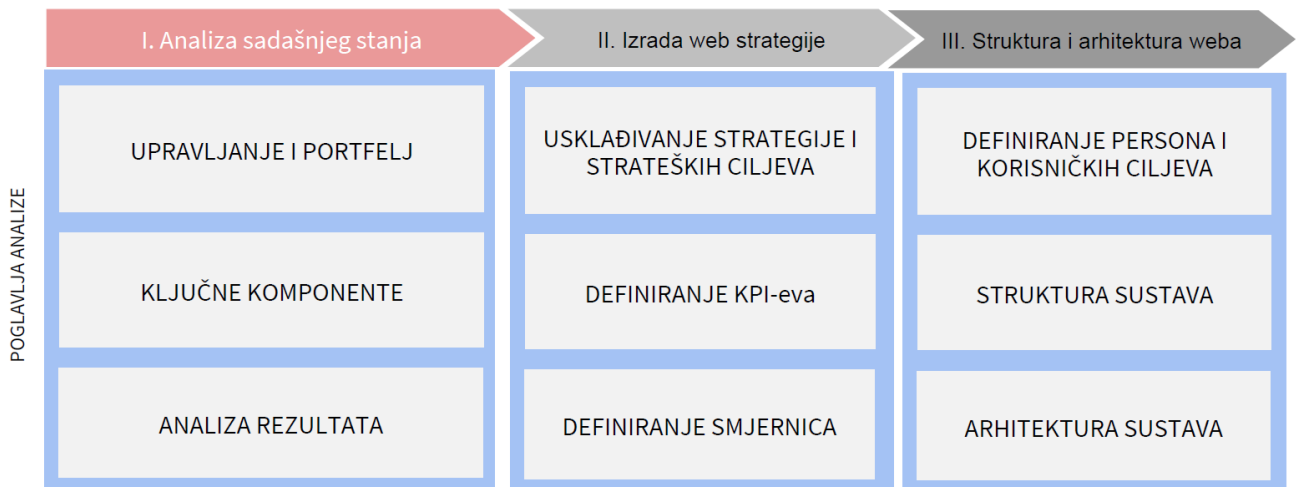 I. Analiza sadašnjeg stanja
II. Izrada web strategije
III. Struktura i arhitektura weba
POGLAVLJA ANALIZE
UPRAVLJANJE I PORTFELJ
KLJUČNE KOMPONENTE
ANALIZA REZULTATA
USKLAĐIVANJE STRATEGIJE I
STRATEŠKIH CILJEVA
DEFINIRANJE KPI-eva
DEFINIRANJE SMJERNICA
DEFINIRANJE PERSONA I
KORISNIČKIH CILJEVA
STRUKTURA SUSTAVA
ARHITEKTURA SUSTAVA